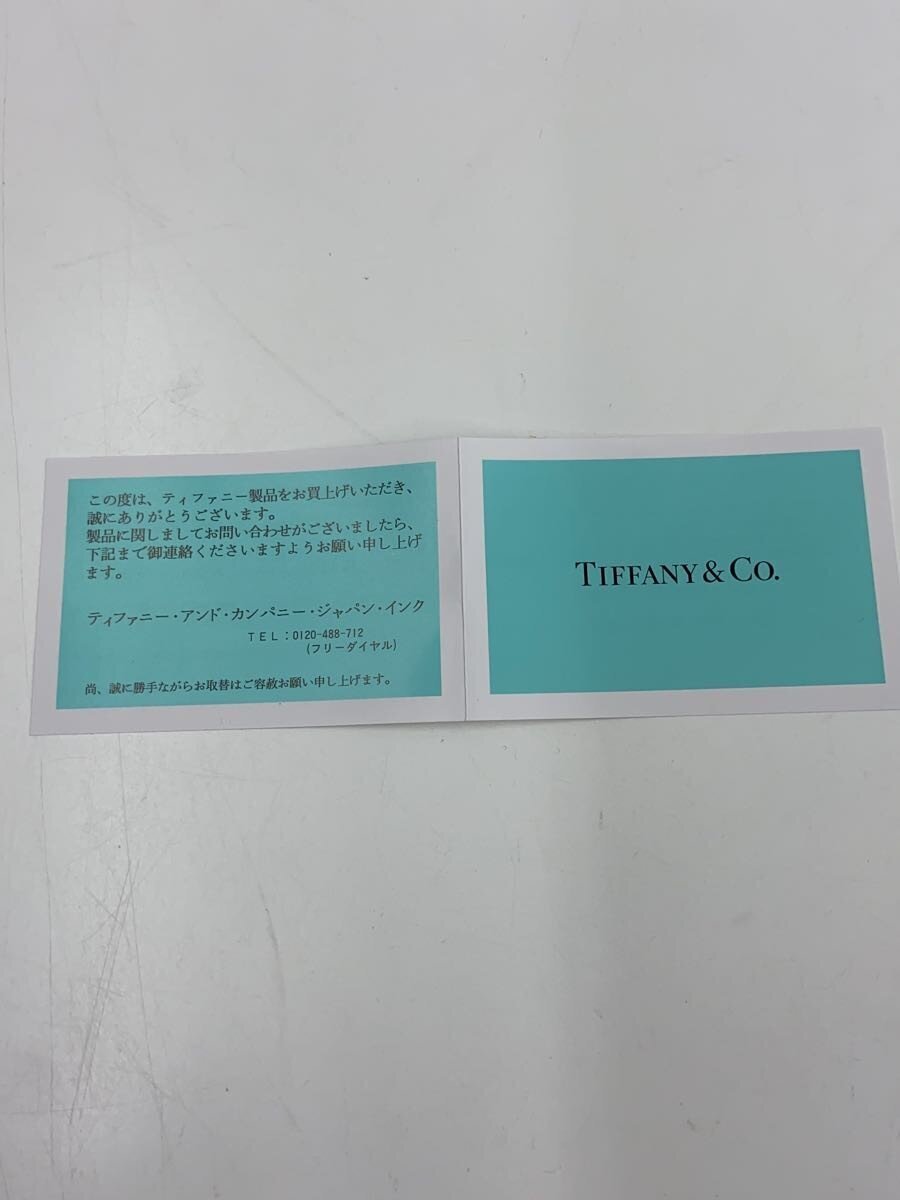 この度は、ティファニー製品をお買上げいただき、
誠にありがとうございます。
製品に関しましてお問い合わせがございましたら、
下記まで御連絡くださいますようお願い申し上げ
ます。
ティファニー・アンド・カンパニー・ジャパン・インク
TEL:0120-488-712
(フリーダイヤル)
尚、誠に勝手ながらお取替はご容赦お願い申し上げます。
TIFFANY & CO.